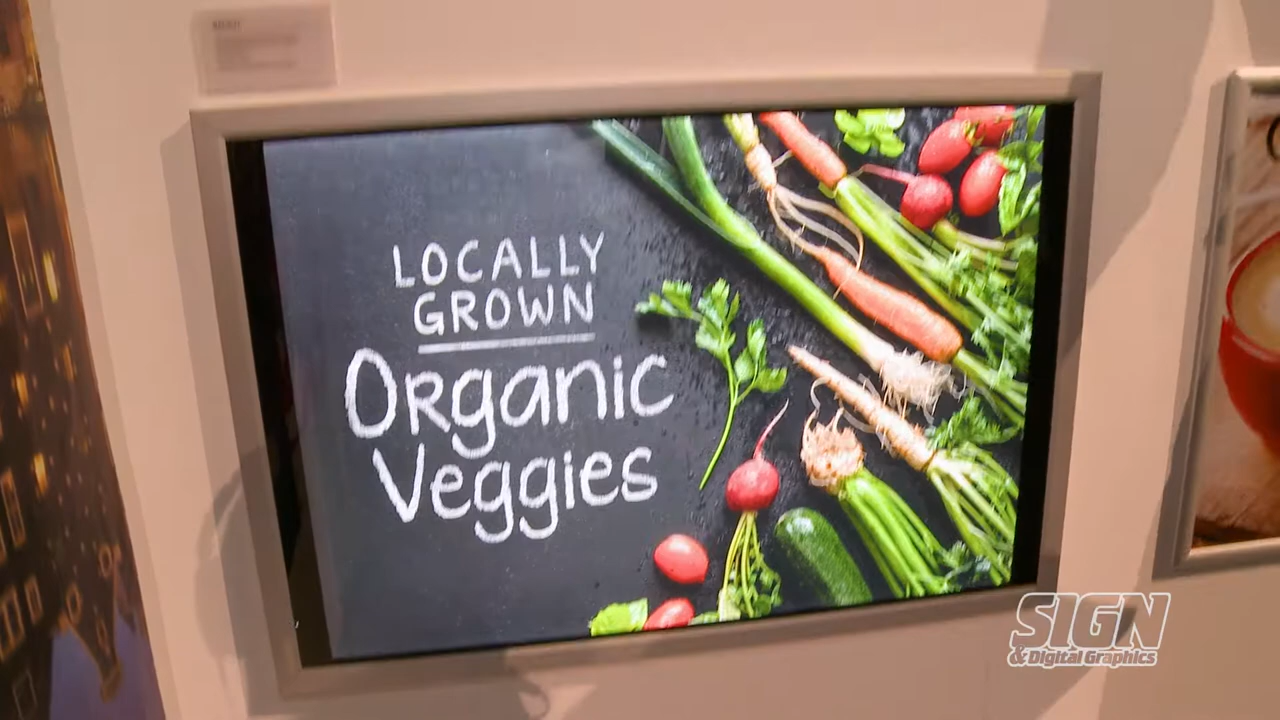 LOCALLY
GROWN
Organic
Veggies
SIGN
& Digital Graphics